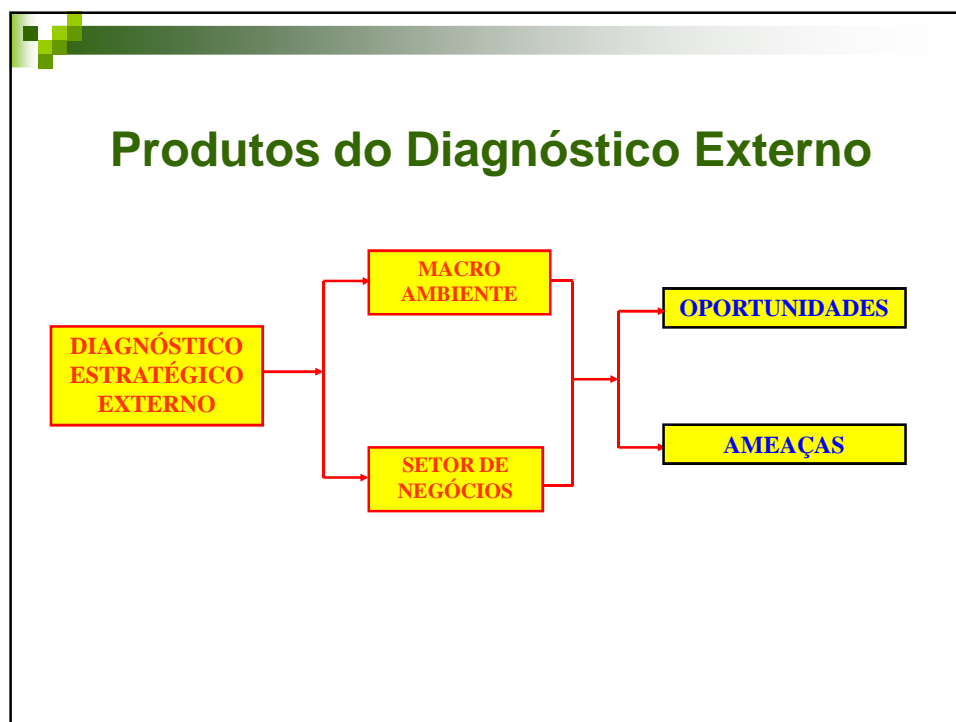 Produtos do Diagnóstico Externo
MACRO
AMBIENTE
OPORTUNIDADES
DIAGNÓSTICO
ESTRATÉGICO
EXTERNO
AMEAÇAS
SETOR DE
NEGÓCIOS